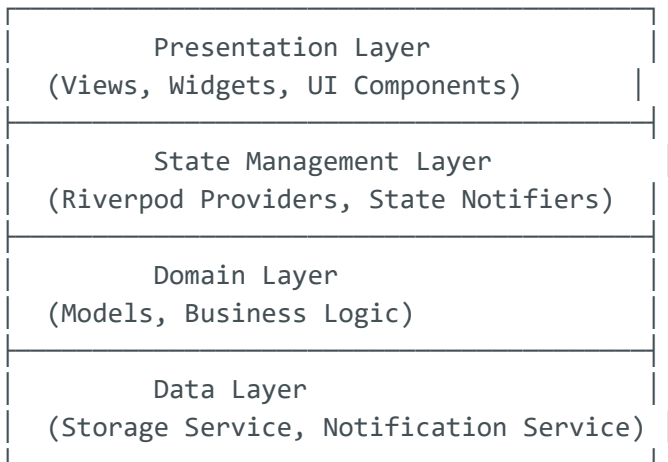 Presentation Layer
(Views, Widgets, UI Components)
State Management Layer
(Riverpod Providers, State Notifiers)
Domain Layer
(Models, Business Logic)
Data Layer
(Storage Service, Notification Service)